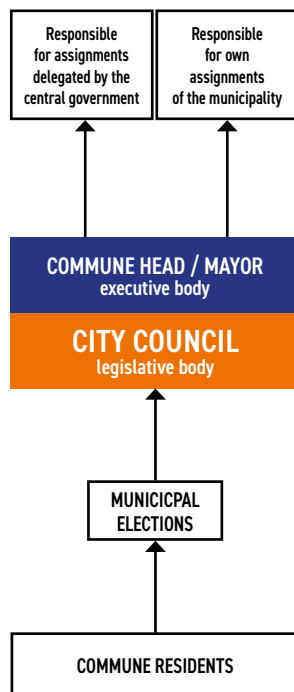 Responsible
for assignments
delegated by the
central government
Responsible
for own
assignments
of the municipality
COMMUNE HEAD / MAYOR
executive body
CITY COUNCIL
legislative body
MUNICICPAL
ELECTIONS
COMMUNE RESIDENTS